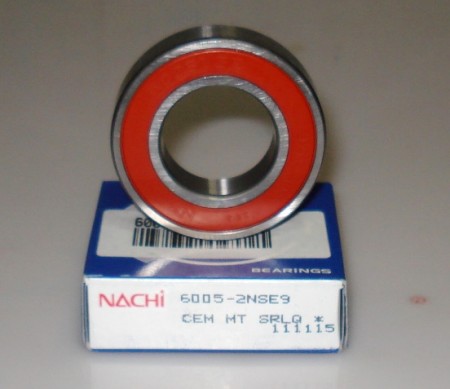 BEARINGS
NACHi 6005-2NSE9
CEM MT SRLQ *
111115